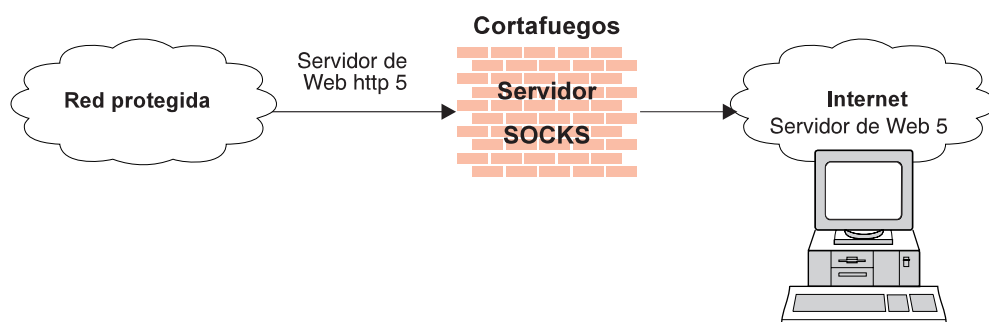 Cortafuegos
Servidor de
Web http 5
Red protegida
Servidor
SOCKS
Internet
Servidor de Web 5